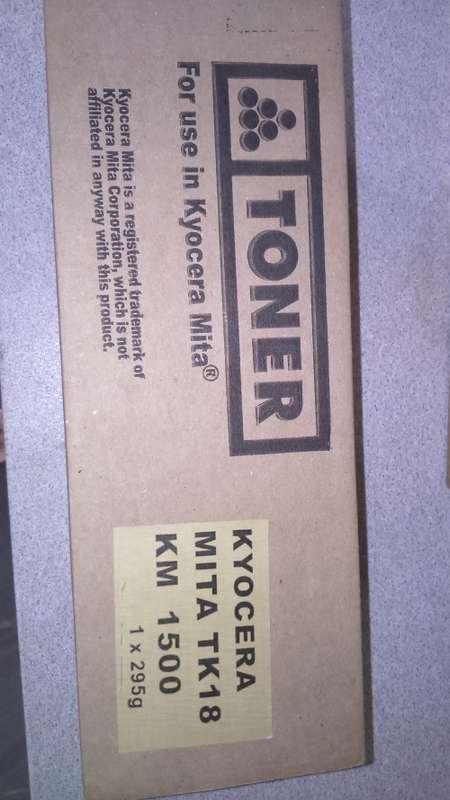 TONER
For use in Kyocera Mita®
Kyocera Mita is a registered trademark of
Kyocera Mita Corporation, which is not
affiliated in anyway with this product.
KYOCERA
MITA TK18
KM 1500
1 x 295g